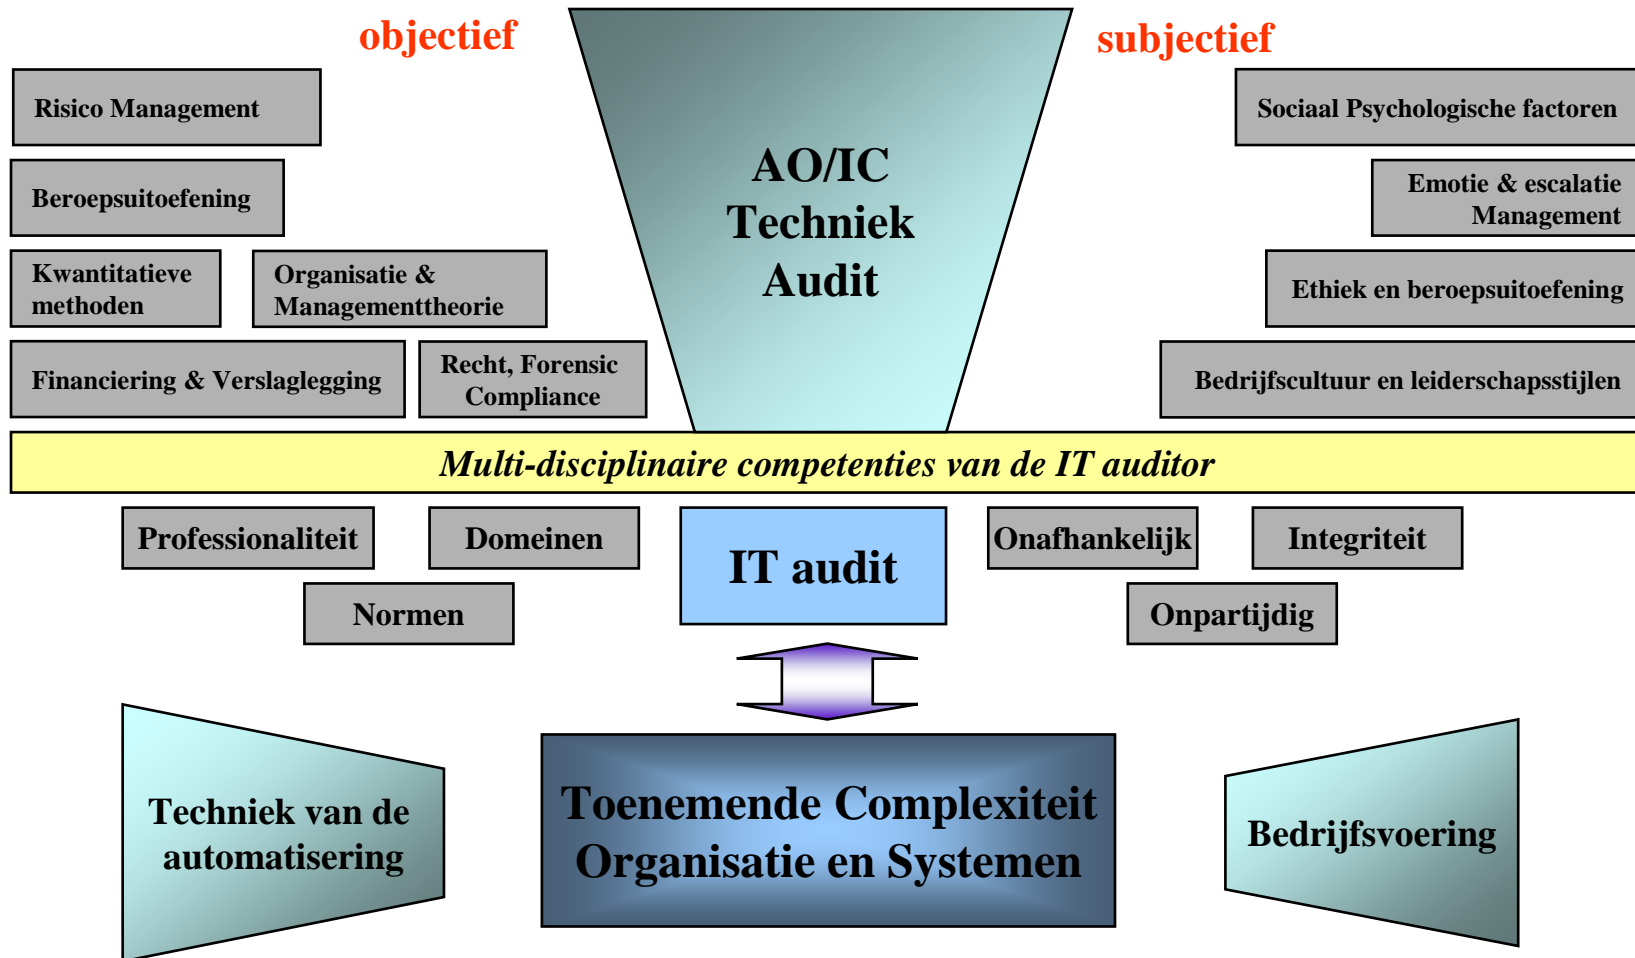 objectief
subjectief
Risico Management
Beroepsuitoefening
Kwantitatieve
methoden
Organisatie &
Managementtheorie
Financiering & Verslaglegging
Recht, Forensic
Compliance
AO/IC
Techniek
Audit
Sociaal Psychologische factoren
Emotie & escalatie
Management
Ethiek en beroepsuitoefening
Bedrijfscultuur en leiderschapsstijlen
Multi-disciplinaire competenties van de IT auditor
Professionaliteit
Domeinen
Normen
IT audit
Onafhankelijk
Integriteit
Onpartijdig
Techniek van de
automatisering
Toenemende Complexiteit
Organisatie en Systemen
Bedrijfsvoering